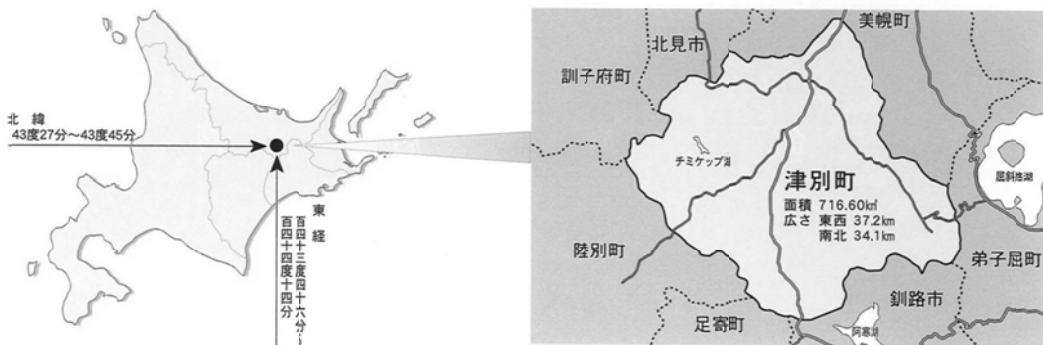 北緯
43度27分～43度45分
東経
百四十三度四十六分～
百四十四度十四分
美幌町
北見市
訓子府町
チミケップ湖
屈斜路湖
津別町
面積 716.60k㎡
広さ 東西 37.2km
南北 34.1km
陸別町
弟子屈町
釧路市
足寄町
阿寒湖